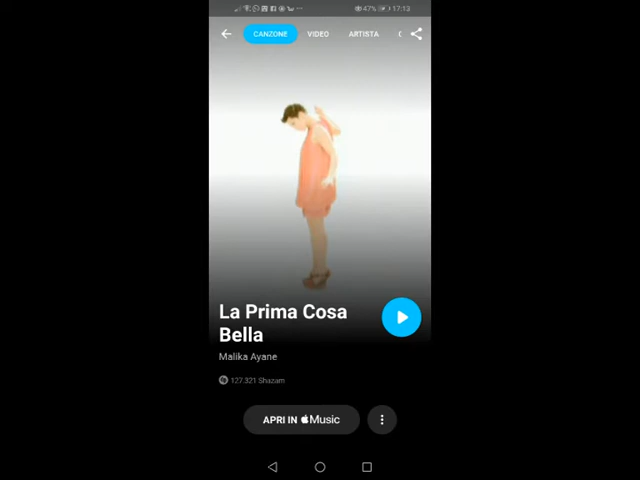 47% 17:13
CANZONE VIDEO ARTISTA
La Prima Cosa
Bella
Malika Ayane
127.321 Shazam
APRI IN Music